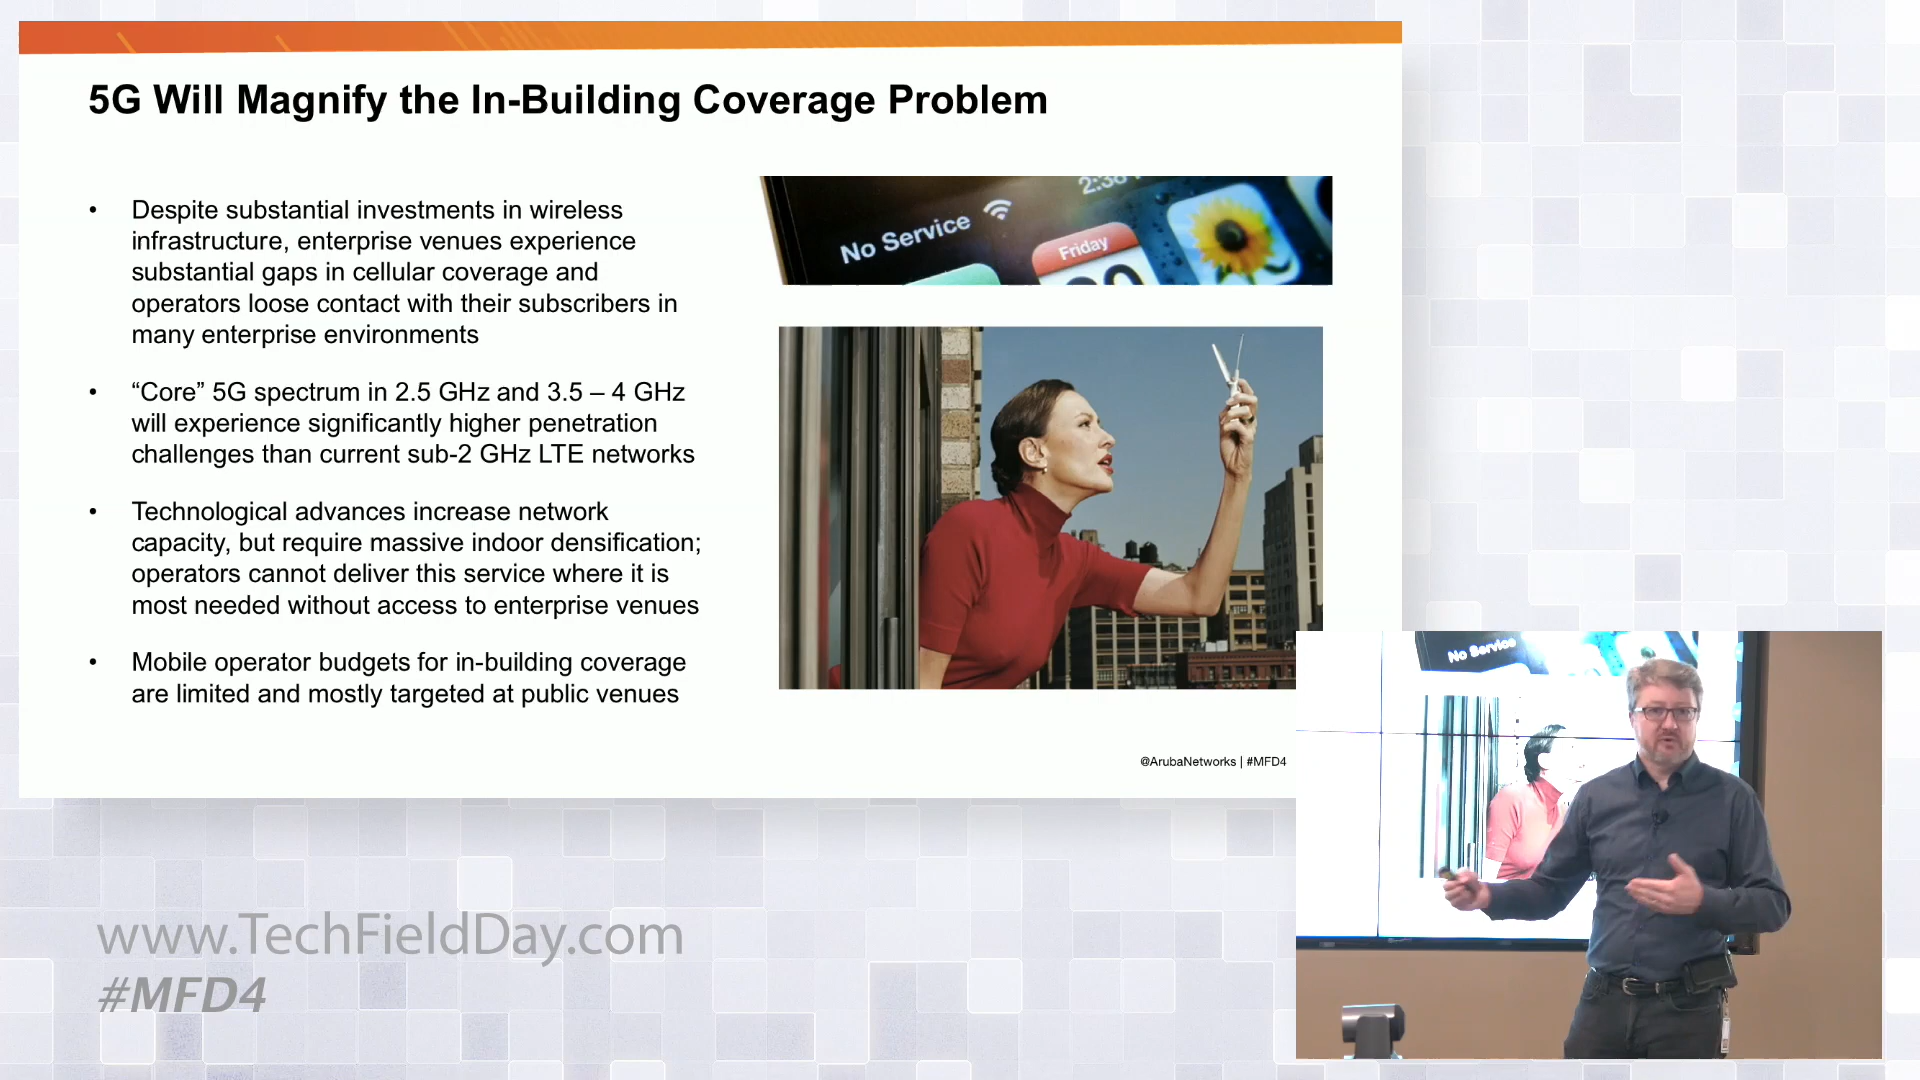 5G Will Magnify the In-Building Coverage Problem
• Despite substantial investments in wireless
infrastructure, enterprise venues experience
substantial gaps in cellular coverage and
operators loose contact with their subscribers in
many enterprise environments
• “Core” 5G spectrum in 2.5 GHz and 3.5 – 4 GHz
will experience significantly higher penetration
challenges than current sub-2 GHz LTE networks
• Technological advances increase network
capacity, but require massive indoor densification;
operators cannot deliver this service where it is
most needed without access to enterprise venues
• Mobile operator budgets for in-building coverage
are limited and mostly targeted at public venues
No Service
Friday
@ArubaNetworks | #MFD4
No Service
www.TechFieldDay.com
#MFD4